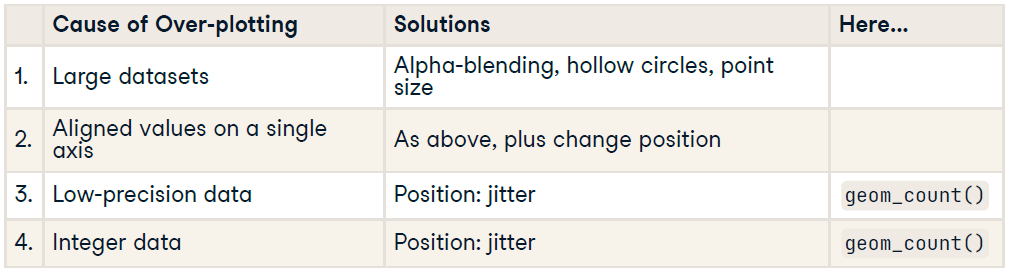 Cause of Over-plotting Solutions Here...
1. Large datasets Alpha-blending, hollow circles, point
size
2. Aligned values on a single
axis As above, plus change position
3. Low-precision data Position: jitter geom_count()
4. Integer data Position: jitter geom_count()